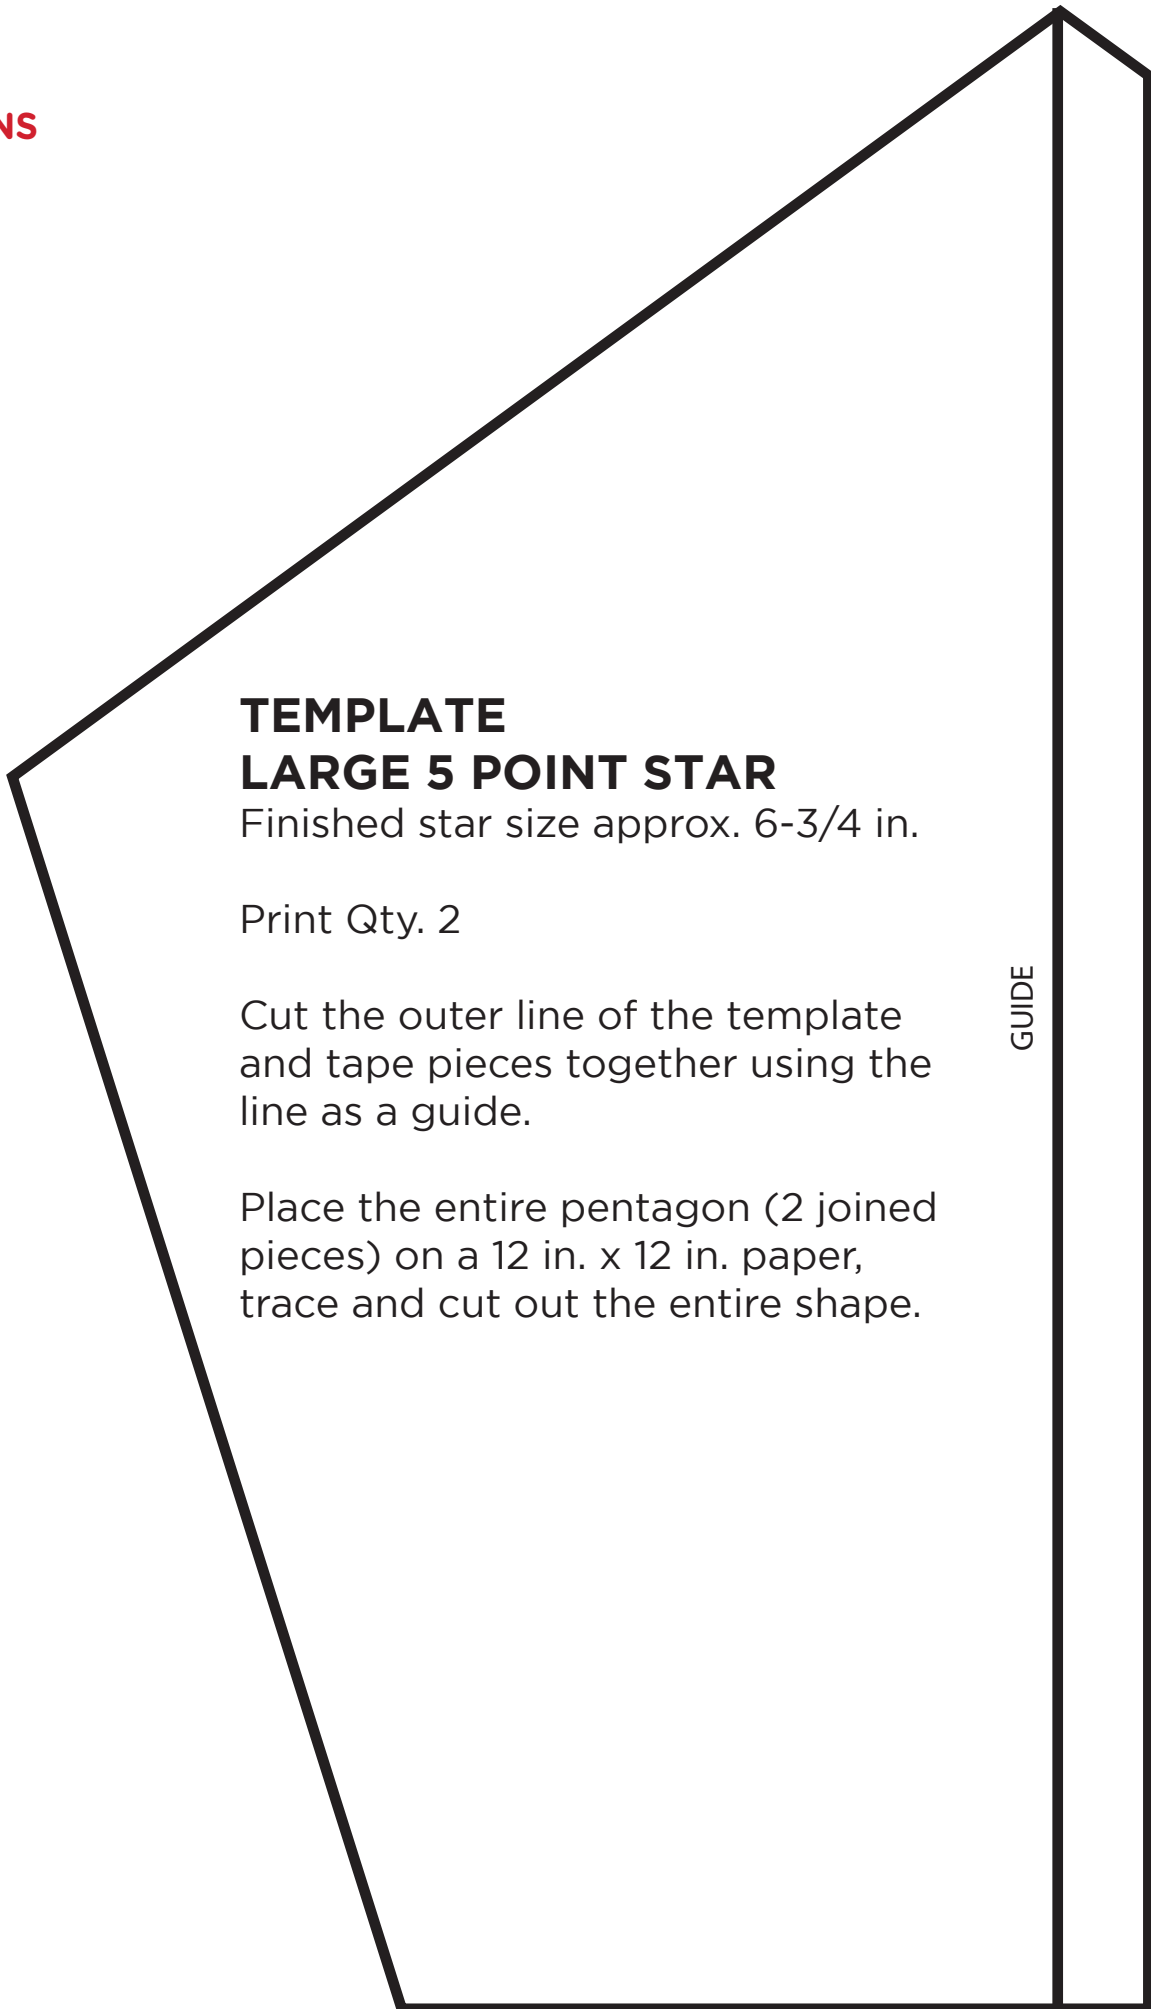 NS
TEMPLATE
LARGE 5 POINT STAR
Finished star size approx. 6-3/4 in.
Print Qty. 2
Cut the outer line of the template
and tape pieces together using the
line as a guide.
GUIDE
Place the entire pentagon (2 joined
pieces) on a 12 in. x 12 in. paper,
trace and cut out the entire shape.